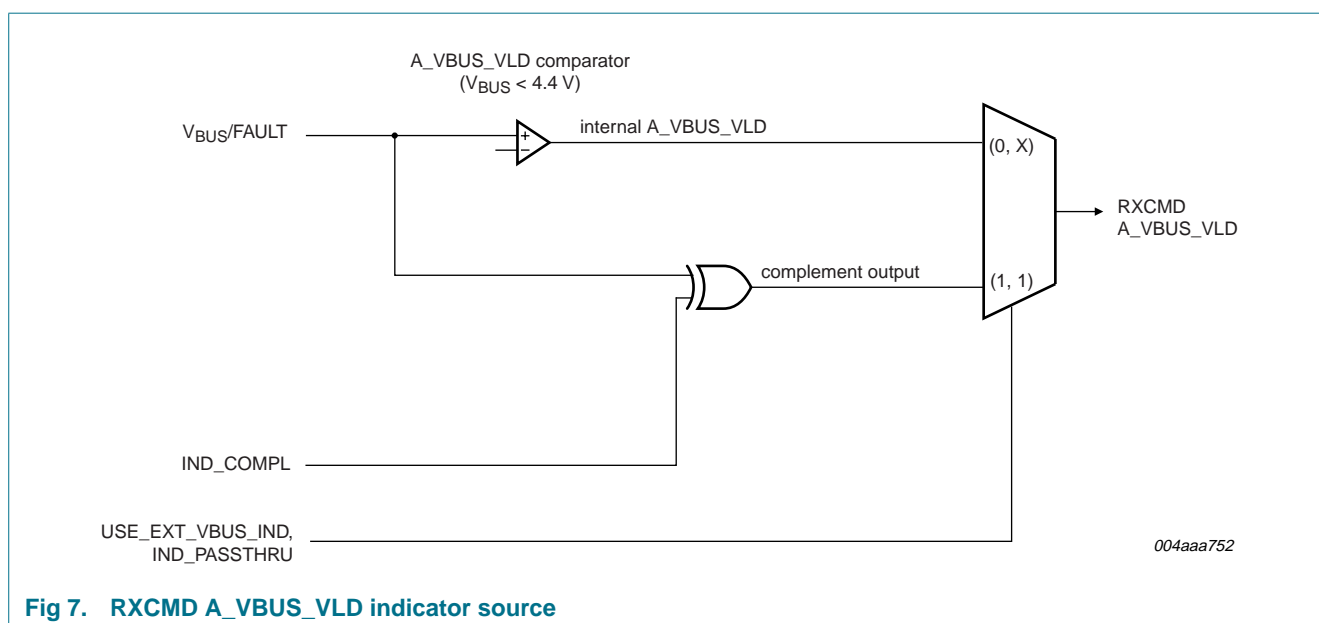 A_VBUS_VLD comparator
(VBUS < 4.4 V)
VBUS/FAULT
+
−
internal A_VBUS_VLD
(0, X)
RXCMD
A_VBUS_VLD
complement output
(1, 1)
IND_COMPL
USE_EXT_VBUS_IND,
IND_PASSTHRU
004aaa752
Fig 7. RXCMD A_VBUS_VLD indicator source